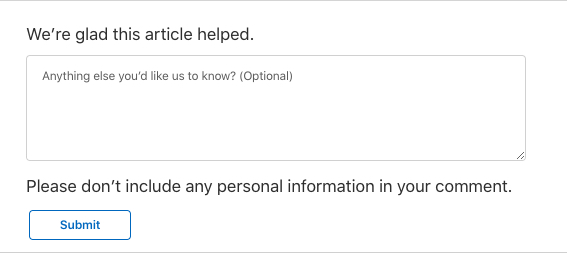 We’re glad this article helped.
Anything else you’d like us to know? (Optional)
Please don’t include any personal information in your comment.
Submit